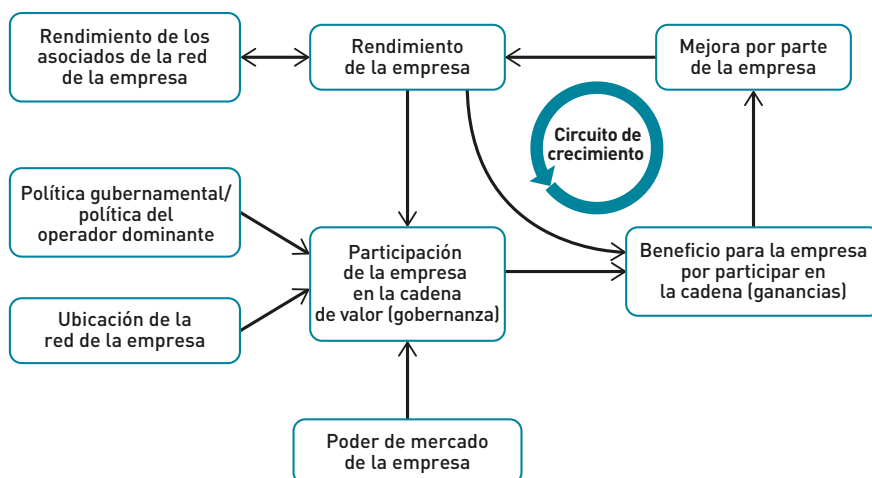 Rendimiento de los
asociados de la red
de la empresa
Rendimiento
de la empresa
Mejora por parte
de la empresa
Circuito de
crecimiento
Política gubernamental/
política del
operador dominante
Participación
de la empresa
en la cadena
de valor (gobernanza)
Beneficio para la empresa
por participar en
la cadena (ganancias)
Ubicación de la
red de la empresa
Poder de mercado
de la empresa